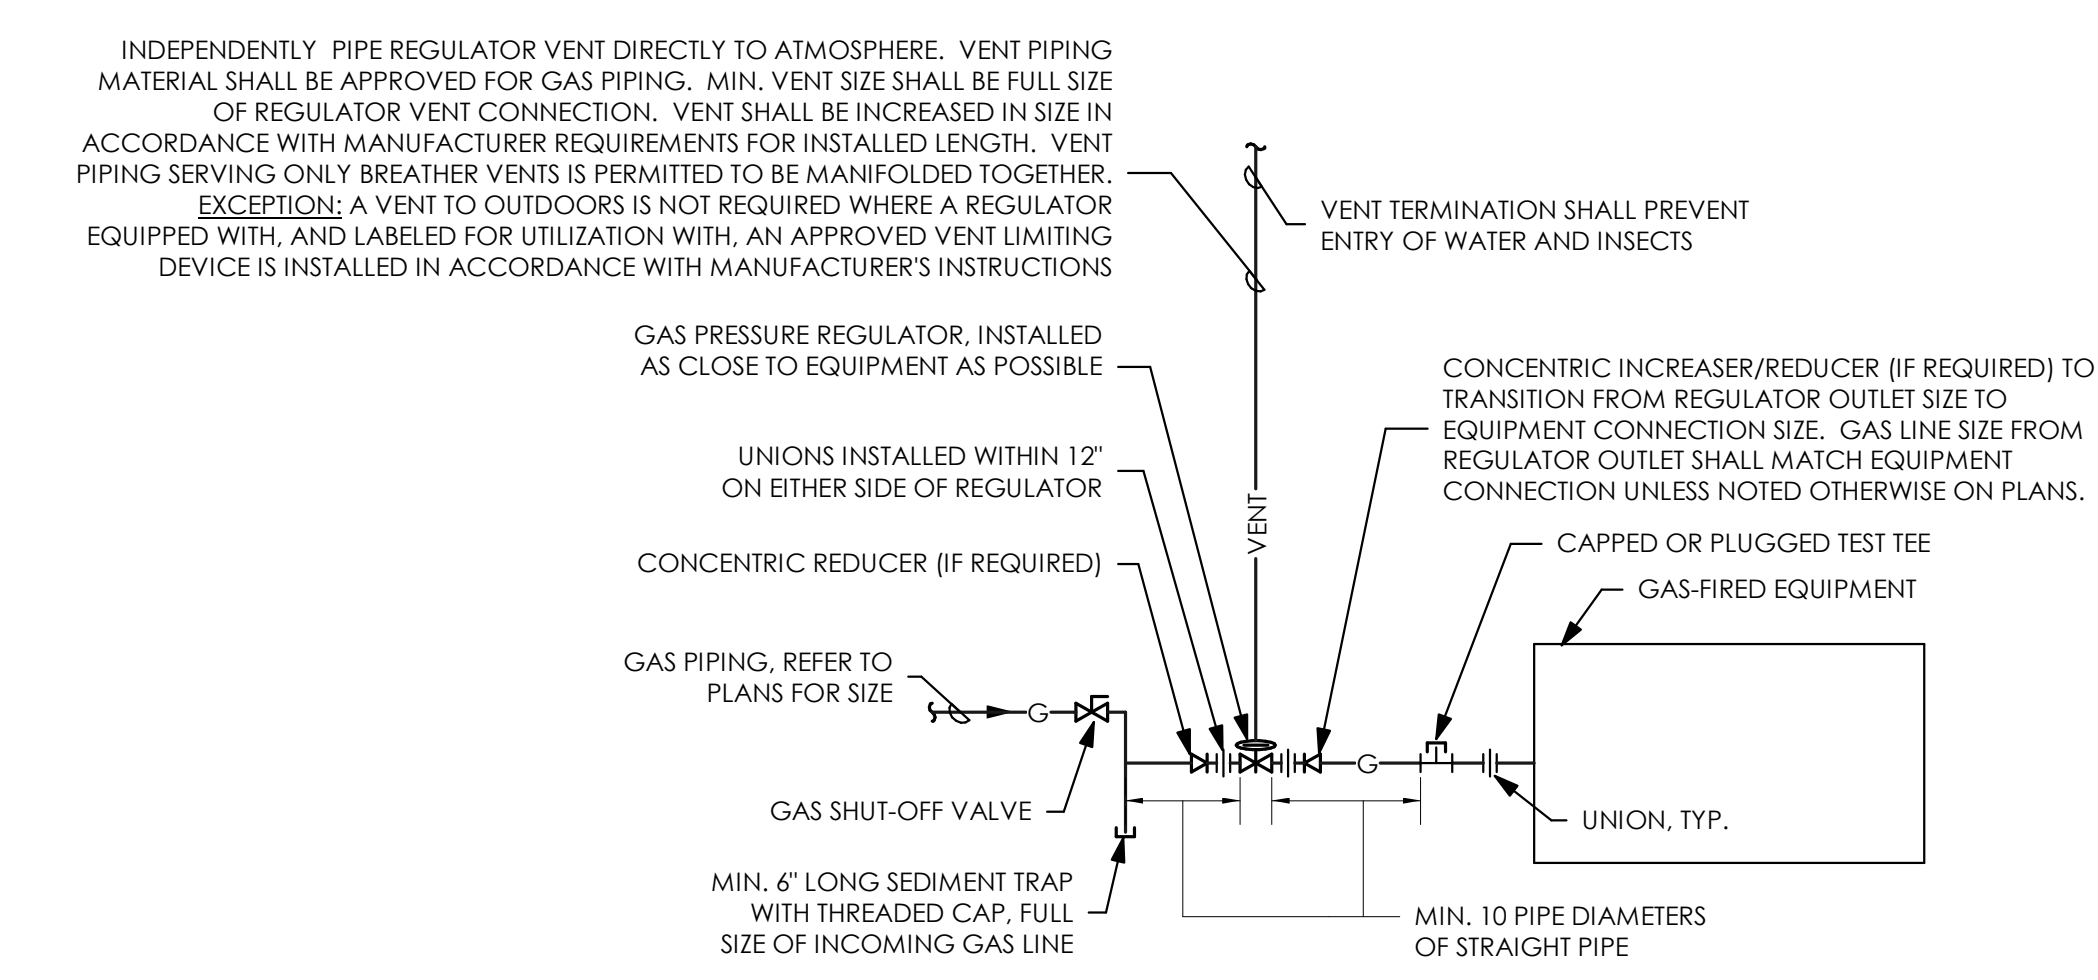 INDEPENDENTLY PIPE REGULATOR VENT DIRECTLY TO ATMOSPHERE. VENT PIPING
MATERIAL SHALL BE APPROVED FOR GAS PIPING. MIN. VENT SIZE SHALL BE FULL SIZE
OF REGULATOR VENT CONNECTION. VENT SHALL BE INCREASED IN SIZE IN
ACCORDANCE WITH MANUFACTURER REQUIREMENTS FOR INSTALLED LENGTH. VENT
PIPING SERVING ONLY BREATHER VENTS IS PERMITTED TO BE MANIFOLDED TOGETHER.
EXCEPTION: A VENT TO OUTDOORS IS NOT REQUIRED WHERE A REGULATOR
EQUIPPED WITH, AND LABELED FOR UTILIZATION WITH, AN APPROVED VENT LIMITING
DEVICE IS INSTALLED IN ACCORDANCE WITH MANUFACTURER'S INSTRUCTIONS
VENT TERMINATION SHALL PREVENT
ENTRY OF WATER AND INSECTS
GAS PRESSURE REGULATOR, INSTALLED
AS CLOSE TO EQUIPMENT AS POSSIBLE
CONCENTRIC INCREASER/REDUCER (IF REQUIRED) TO
TRANSITION FROM REGULATOR OUTLET SIZE TO
EQUIPMENT CONNECTION SIZE. GAS LINE SIZE FROM
REGULATOR OUTLET SHALL MATCH EQUIPMENT
CONNECTION UNLESS NOTED OTHERWISE ON PLANS.
UNIONS INSTALLED WITHIN 12"
ON EITHER SIDE OF REGULATOR
VENT
CONCENTRIC REDUCER (IF REQUIRED)
CAPPED OR PLUGGED TEST TEE
GAS-FIRED EQUIPMENT
GAS PIPING, REFER TO
PLANS FOR SIZE
G
G
GAS SHUT-OFF VALVE
UNION, TYP.
MIN. 6" LONG SEDIMENT TRAP
WITH THREADED CAP, FULL
SIZE OF INCOMING GAS LINE
MIN. 10 PIPE DIAMETERS
OF STRAIGHT PIPE